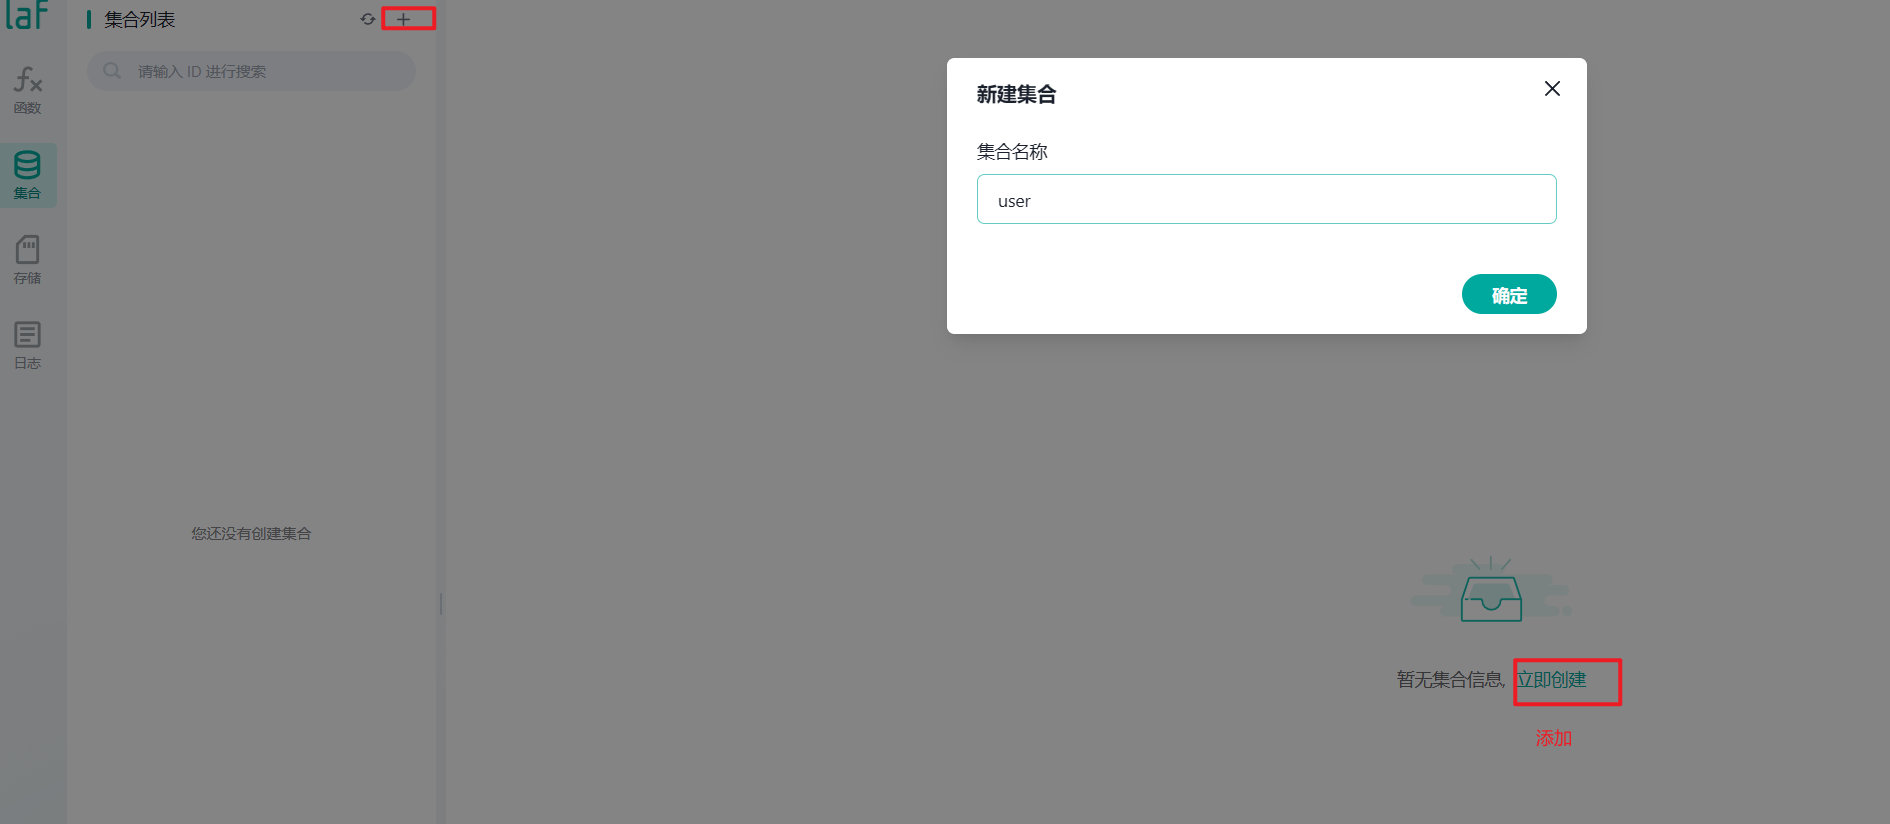 laf
集合列表
请输入 ID 进行搜索
函数
集合
存储
日志
您还没有创建集合
新建集合
集合名称
user
确定
暂无集合信息, 立即创建
添加